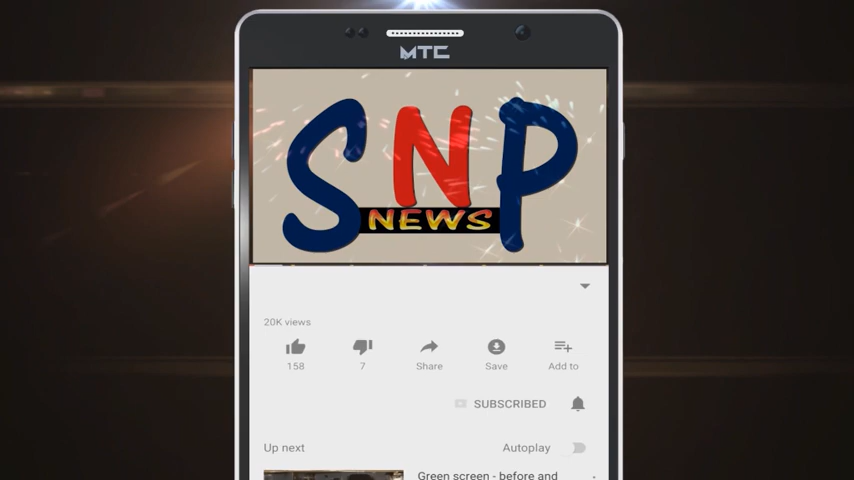 MTC
SNP
NEWS
20K views
158
7
Share
Save
Add to
SUBSCRIBED
Up next
Autoplay
Green screen - before and